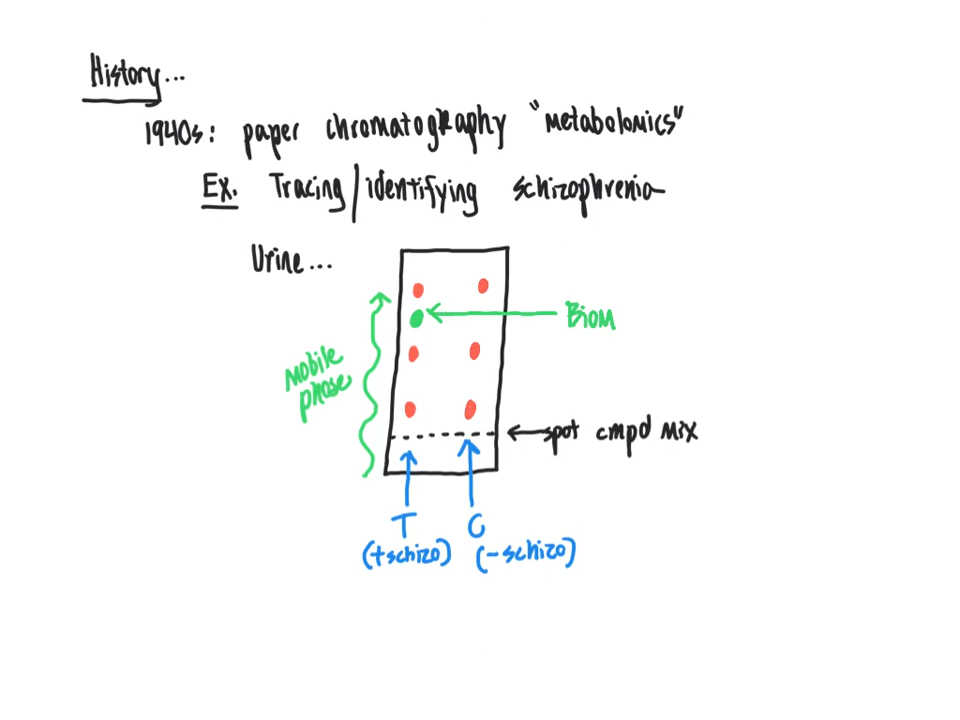 History...
1940s: paper chromatography "metabolomics"
Ex. Tracing/identifying schizophrenia
Urine...
Biom
mobile
phase
spot cmpd mix
T C
(+schizo) (-schizo)